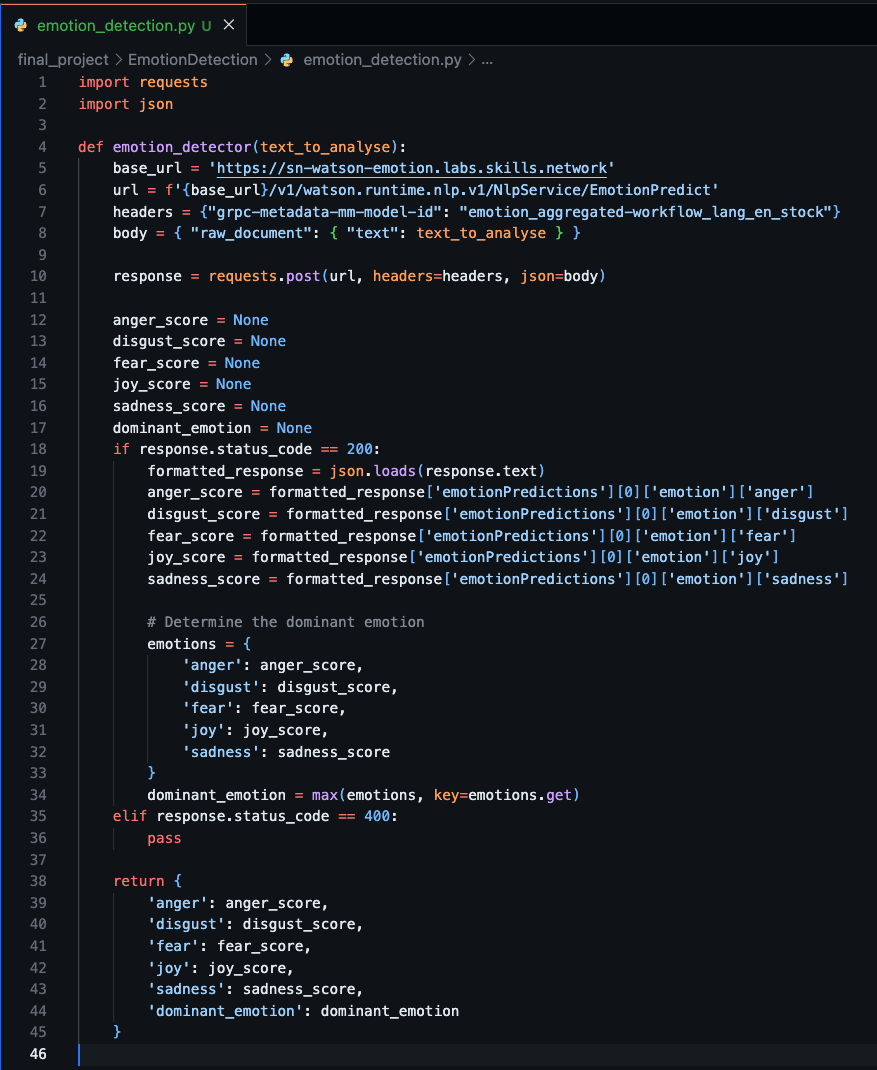 emotion_detection.py U ×
final_project > EmotionDetection > emotion_detection.py > ...
1 import requests
2 import json
3
4 def emotion_detector(text_to_analyse):
5     base_url = 'https://sn-watson-emotion.labs.skills.network'
6     url = f'{base_url}/v1/watson.runtime.nlp.v1/NlpService/EmotionPredict'
7     headers = {"grpc-metadata-mm-model-id": "emotion_aggregated-workflow_lang_en_stock"}
8     body = { "raw_document": { "text": text_to_analyse } }
9
10     response = requests.post(url, headers=headers, json=body)
11
12     anger_score = None
13     disgust_score = None
14     fear_score = None
15     joy_score = None
16     sadness_score = None
17     dominant_emotion = None
18     if response.status_code == 200:
19         formatted_response = json.loads(response.text)
20         anger_score = formatted_response['emotionPredictions'][0]['emotion']['anger']
21         disgust_score = formatted_response['emotionPredictions'][0]['emotion']['disgust']
22         fear_score = formatted_response['emotionPredictions'][0]['emotion']['fear']
23         joy_score = formatted_response['emotionPredictions'][0]['emotion']['joy']
24         sadness_score = formatted_response['emotionPredictions'][0]['emotion']['sadness']
25
26         # Determine the dominant emotion
27         emotions = {
28             'anger': anger_score,
29             'disgust': disgust_score,
30             'fear': fear_score,
31             'joy': joy_score,
32             'sadness': sadness_score
33         }
34         dominant_emotion = max(emotions, key=emotions.get)
35     elif response.status_code == 400:
36         pass
37
38     return {
39         'anger': anger_score,
40         'disgust': disgust_score,
41         'fear': fear_score,
42         'joy': joy_score,
43         'sadness': sadness_score,
44         'dominant_emotion': dominant_emotion
45     }
46